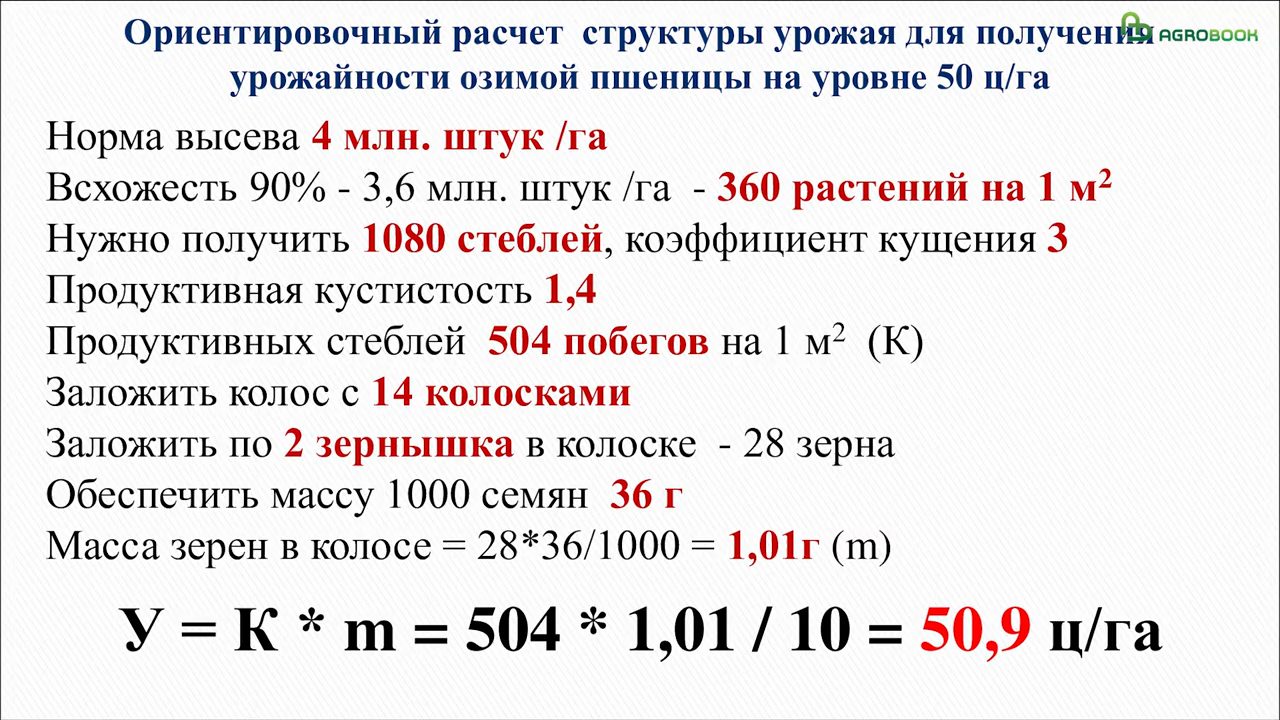 Ориентировочный расчет структуры урожая для получения
AGROBOOK
урожайности озимой пшеницы на уровне 50 ц/га
Норма высева 4 млн. штук /га
Всхожесть 90% - 3,6 млн. штук /га - 360 растений на 1 м²
Нужно получить 1080 стеблей, коэффициент кущения 3
Продуктивная кустистость 1,4
Продуктивных стеблей 504 побегов на 1 м² (К)
Заложить колос с 14 колосками
Заложить по 2 зернышка в колоске - 28 зерна
Обеспечить массу 1000 семян 36 г
Масса зерен в колосе = 28*36/1000 = 1,01г (m)
У = К * m = 504 * 1,01 / 10 = 50,9 ц/га